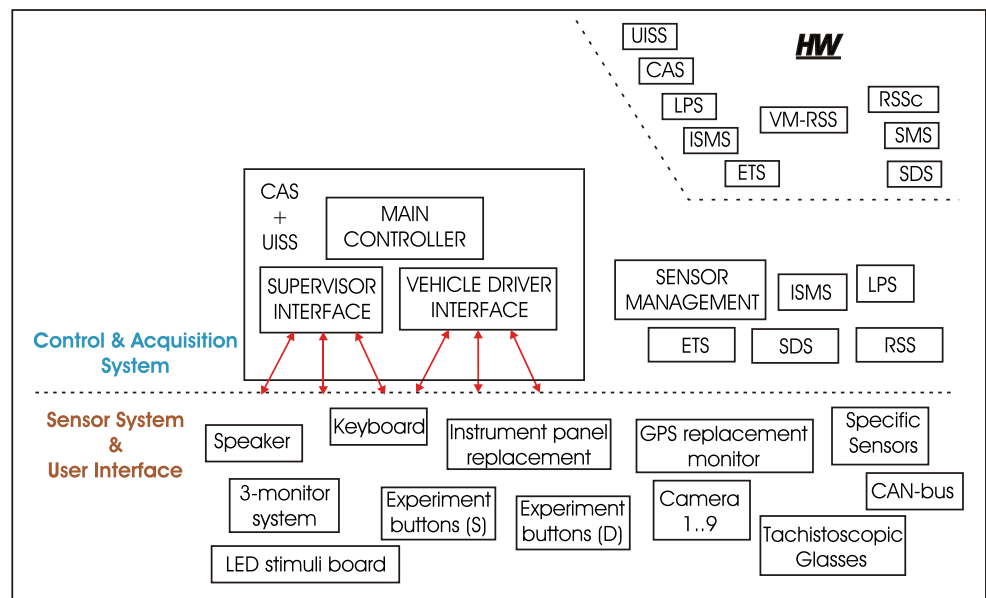 UISS
HW
CAS
LPS
RSSc
VM-RSS
ISMS
SMS
ETS
SDS
CAS
+
UISS
MAIN
CONTROLLER
SUPERVISOR
INTERFACE
VEHICLE DRIVER
INTERFACE
SENSOR
MANAGEMENT
ISMS
LPS
ETS
SDS
RSS
Control & Acquisition
System
Sensor System
&
User Interface
Speaker
Keyboard
Instrument panel
replacement
GPS replacement
monitor
Specific
Sensors
3-monitor
system
Experiment
buttons (S)
Experiment
buttons (D)
Camera
1..9
CAN-bus
Tachistoscopic
Glasses
LED stimuli board